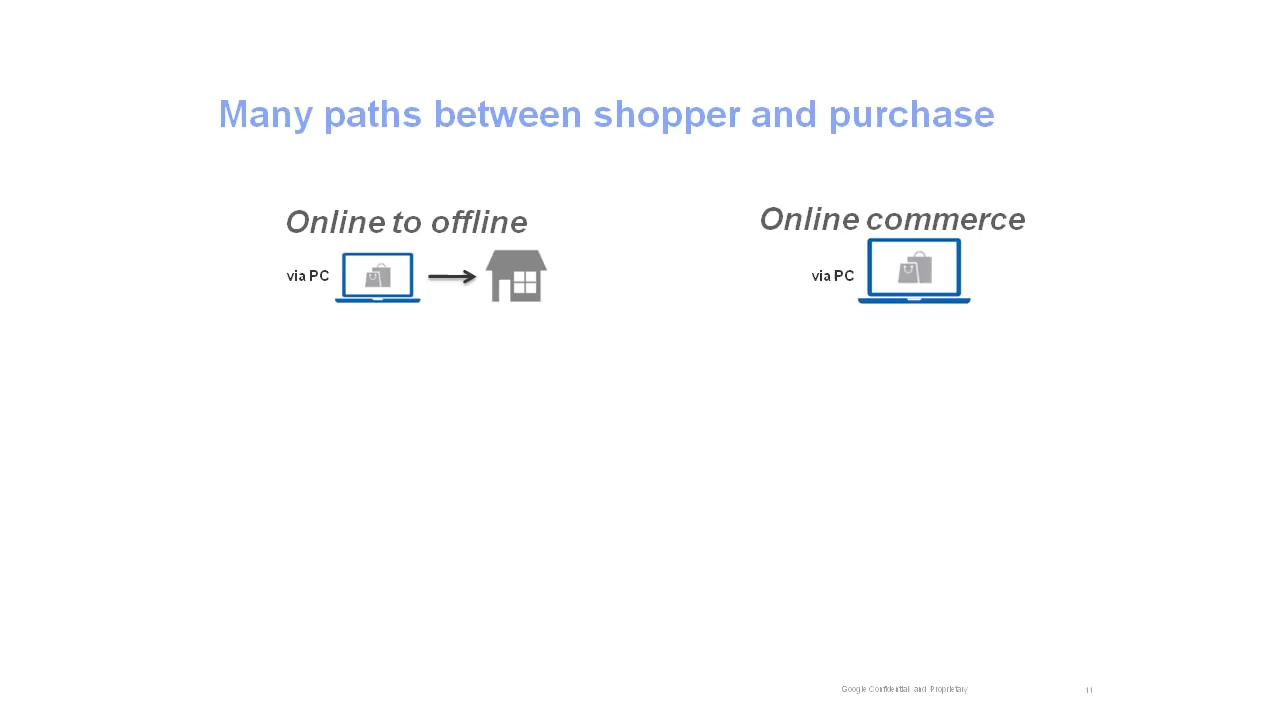 Many paths between shopper and purchase
Online to offline
via PC
Online commerce
via PC
Google Confidential and Proprietary
11